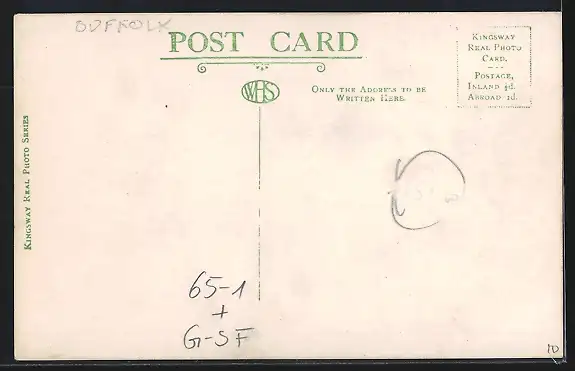 SUFFOLK
POST CARD
WHS
ONLY THE ADDRESS TO BE
WRITTEN HERE.
KINGSWAY
REAL PHOTO
CARD.
POSTAGE,
INLAND ½d.
ABROAD 1d.
KINGSWAY REAL PHOTO SERIES
65-1
+
G-SF
10